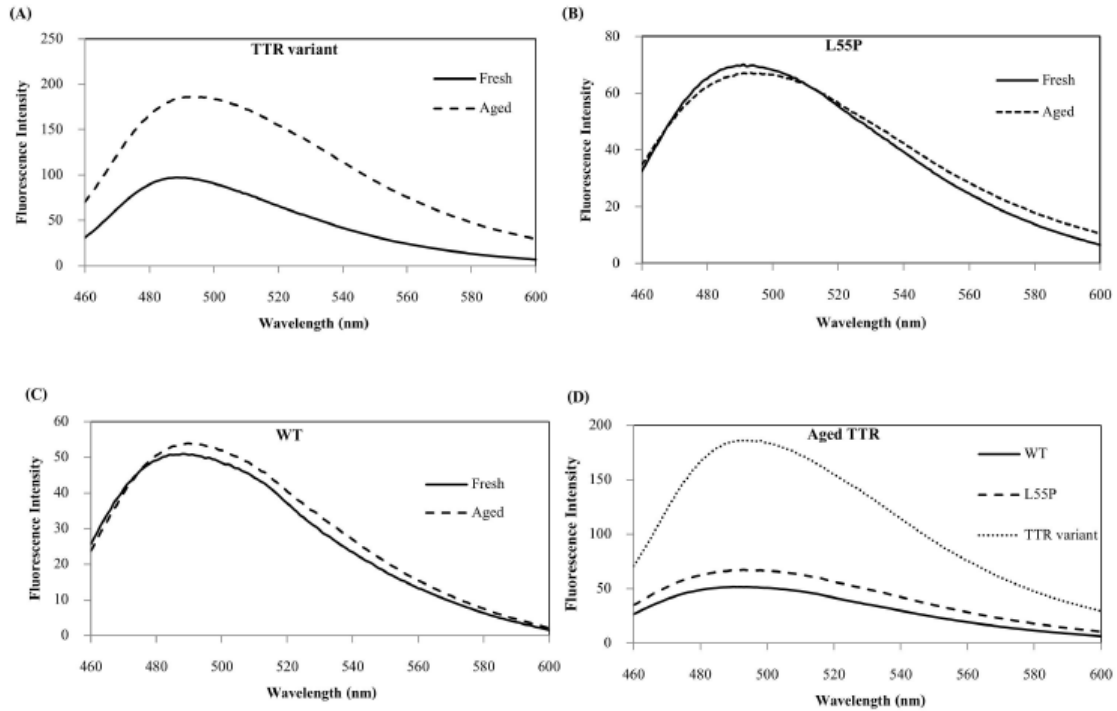 (A)
TTR variant
Fluorescence Intensity
250
200
150
100
50
0
Fresh
Aged
460 480 500 520 540 560 580 600
Wavelength (nm)
(B)
L55P
Fluorescence Intensity
80
60
40
20
0
Fresh
Aged
460 480 500 520 540 560 580 600
Wavelength (nm)
(C)
WT
Fluorescence Intensity
60
50
40
30
20
10
0
Fresh
Aged
460 480 500 520 540 560 580 600
Wavelength (nm)
(D)
Aged TTR
Fluorescence Intensity
200
150
100
50
0
WT
L55P
TTR variant
460 480 500 520 540 560 580 600
Wavelength (nm)